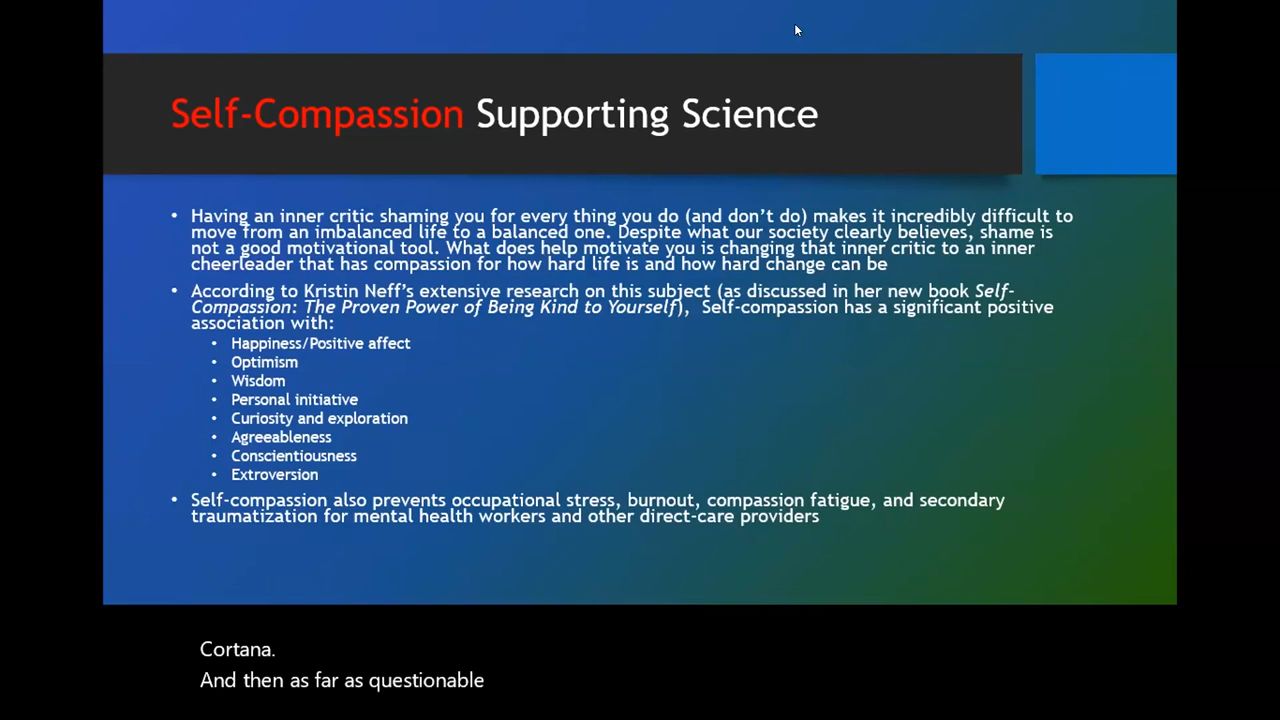 Self-Compassion Supporting Science
• Having an inner critic shaming you for every thing you do (and don't do) makes it incredibly difficult to
move from an imbalanced life to a balanced one. Despite what our society clearly believes, shame is
not a good motivational tool. What does help motivate you is changing that inner critic to an inner
cheerleader that has compassion for how hard life is and how hard change can be
• According to Kristin Neff's extensive research on this subject (as discussed in her new book Self-
Compassion: The Proven Power of Being Kind to Yourself), Self-compassion has a significant positive
association with:
• Happiness/Positive affect
• Optimism
• Wisdom
• Personal initiative
• Curiosity and exploration
• Agreeableness
• Conscientiousness
• Extroversion
• Self-compassion also prevents occupational stress, burnout, compassion fatigue, and secondary
traumatization for mental health workers and other direct-care providers
Cortana.
And then as far as questionable